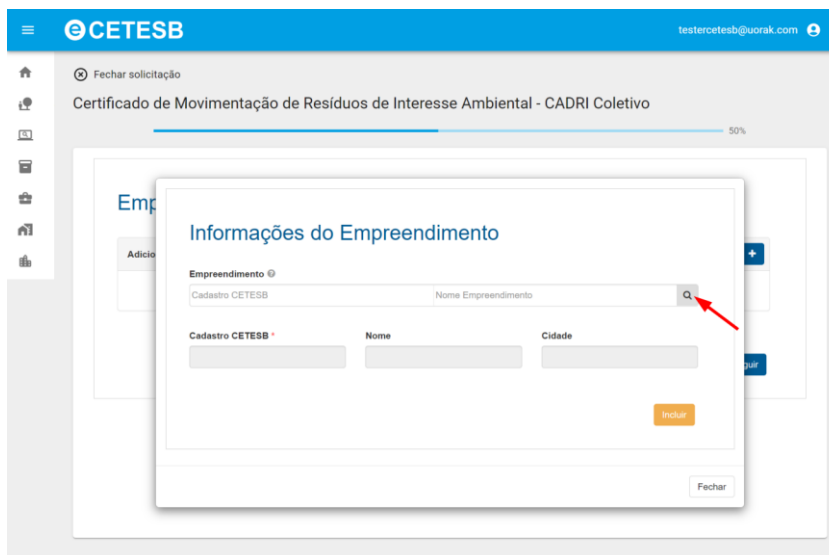 eCETESB
testercetesb@uorak.com
Fechar solicitação
Certificado de Movimentação de Resíduos de Interesse Ambiental - CADRI Coletivo
50%
Emp
Informações do Empreendimento
Adicio
+
Empreendimento
Cadastro CETESB Nome Empreendimento
Cadastro CETESB * Nome Cidade
guir
Incluir
Fechar